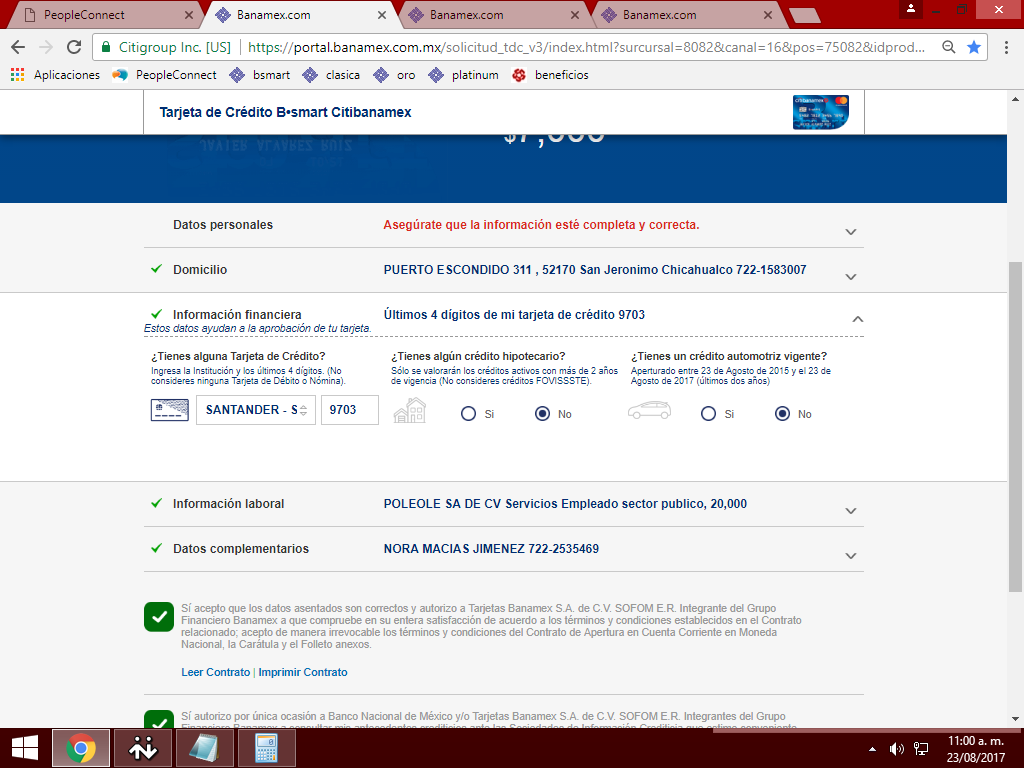 PeopleConnect
Banamex.com
Banamex.com
Banamex.com
Citigroup Inc. [US]
https://portal.banamex.com.mx/solicitud_tdc_v3/index.html?surcursal=8082&canal=16&pos=75082&idprod...
Aplicaciones
PeopleConnect
bsmart
clasica
oro
platinum
beneficios
Tarjeta de Crédito B•smart Citibanamex
JAVIER ALVAREZ RUIZ
Datos personales
Asegúrate que la información esté completa y correcta.
Domicilio
PUERTO ESCONDIDO 311 , 52170 San Jeronimo Chicahualco 722-1583007
Información financiera
Últimos 4 dígitos de mi tarjeta de crédito 9703
Estos datos ayudan a la aprobación de tu tarjeta.
¿Tienes alguna Tarjeta de Crédito?
Ingresa la Institución y los últimos 4 dígitos. (No
consideres ninguna Tarjeta de Débito o Nómina).
SANTANDER - S
9703
¿Tienes algún crédito hipotecario?
Sólo se valorarán los créditos activos con más de 2 años
de vigencia (No consideres créditos FOVISSSTE).
Si
No
¿Tienes un crédito automotriz vigente?
Aperturado entre 23 de Agosto de 2015 y el 23 de
Agosto de 2017 (últimos dos años)
Si
No
Información laboral
POLEOLE SA DE CV Servicios Empleado sector publico, 20,000
Datos complementarios
NORA MACIAS JIMENEZ 722-2535469
Sí acepto que los datos asentados son correctos y autorizo a Tarjetas Banamex S.A. de C.V. SOFOM E.R. Integrante del Grupo
Financiero Banamex a que compruebe en su entera satisfacción de acuerdo a los términos y condiciones establecidos en el Contrato
relacionado; acepto de manera irrevocable los términos y condiciones del Contrato de Apertura en Cuenta Corriente en Moneda
Nacional, la Carátula y el Folleto anexos.
Leer Contrato | Imprimir Contrato
Sí autorizo por única ocasión a Banco Nacional de México y/o Tarjetas Banamex S.A. de C.V. SOFOM E.R. Integrantes del Grupo
11:00 a. m.
23/08/2017